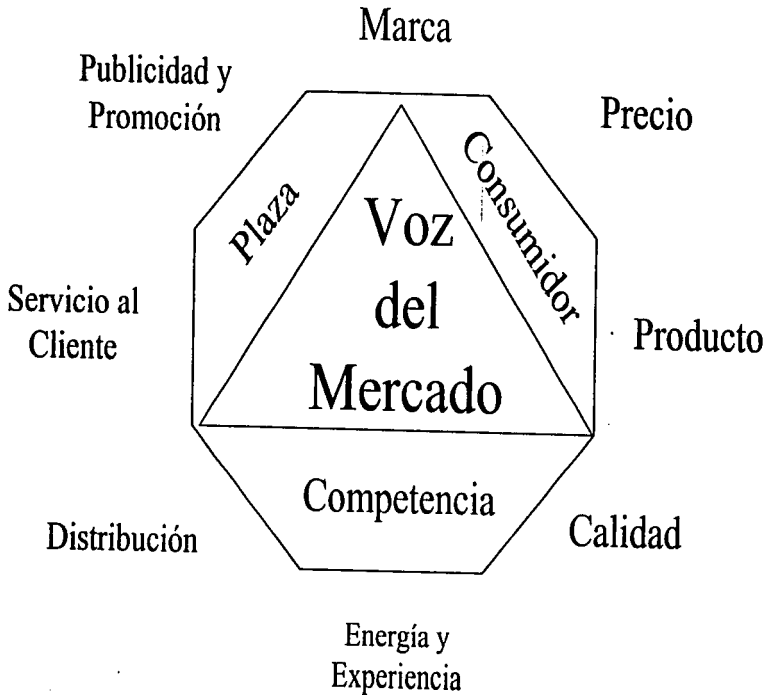 Marca
Publicidad y
Promoción
Precio
Plaza
Consumidor
Voz
del
Mercado
Servicio al
Cliente
Producto
Competencia
Distribución
Calidad
Energía y
Experiencia